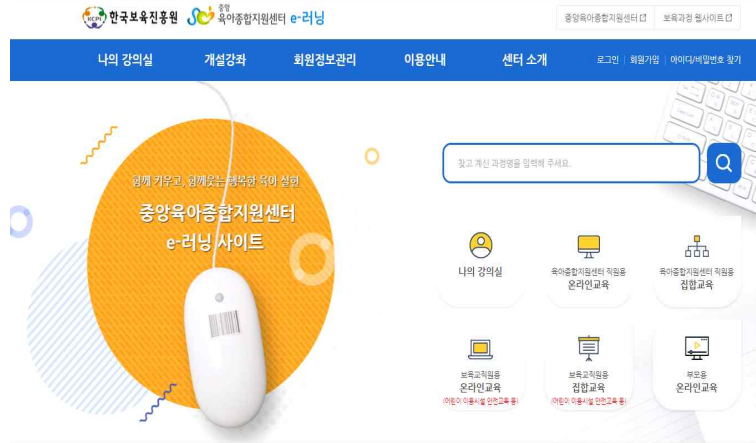 KCPI 한국보육진흥원 중앙 육아종합지원센터 e-러닝
중앙육아종합지원센터
보육과정 웹사이트
나의 강의실 개설강좌 회원정보관리 이용안내 센터 소개
로그인 | 회원가입 | 아이디/비밀번호 찾기
찾고 계신 과정명을 입력해 주세요.
함께 키우고, 함께웃는 행복한 육아 실현
중앙육아종합지원센터
e-러닝 사이트
나의 강의실
육아종합지원센터 직원용
온라인교육
육아종합지원센터 직원용
집합교육
보육교직원용
온라인교육
(어린이 이용시설 안전교육 등)
보육교직원용
집합교육
(어린이 이용시설 안전교육 등)
부모용
온라인교육